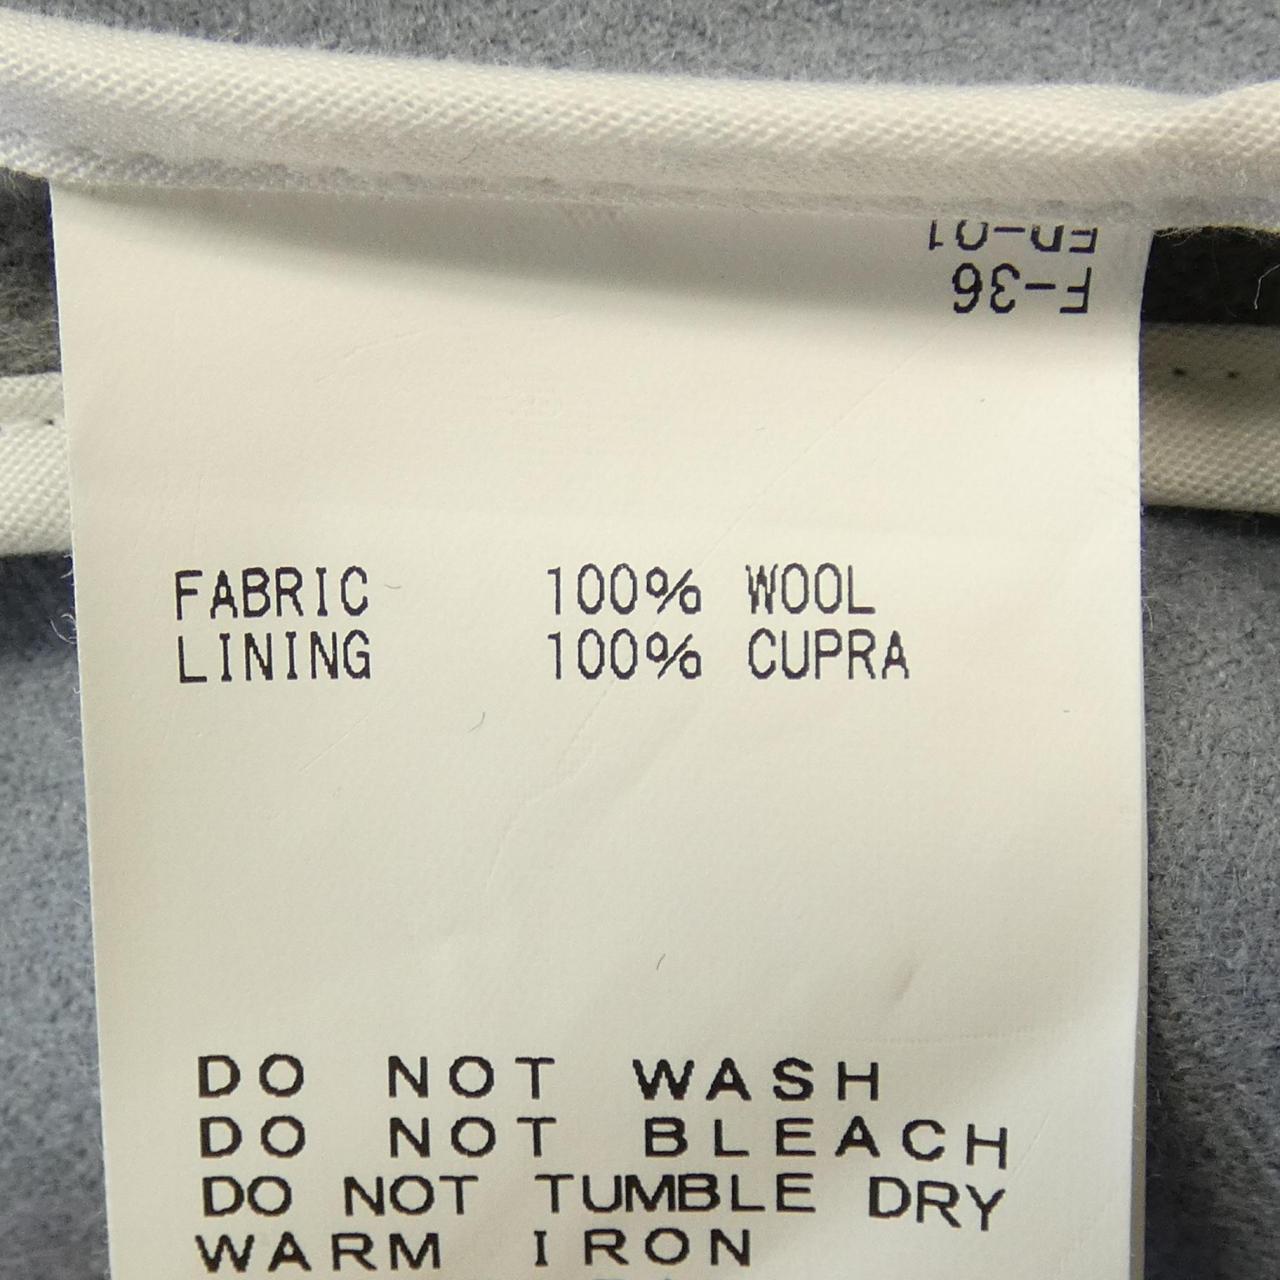 F-36
FABRIC 100% WOOL
LINING 100% CUPRA
DO NOT WASH
DO NOT BLEACH
DO NOT TUMBLE DRY
WARM IRON